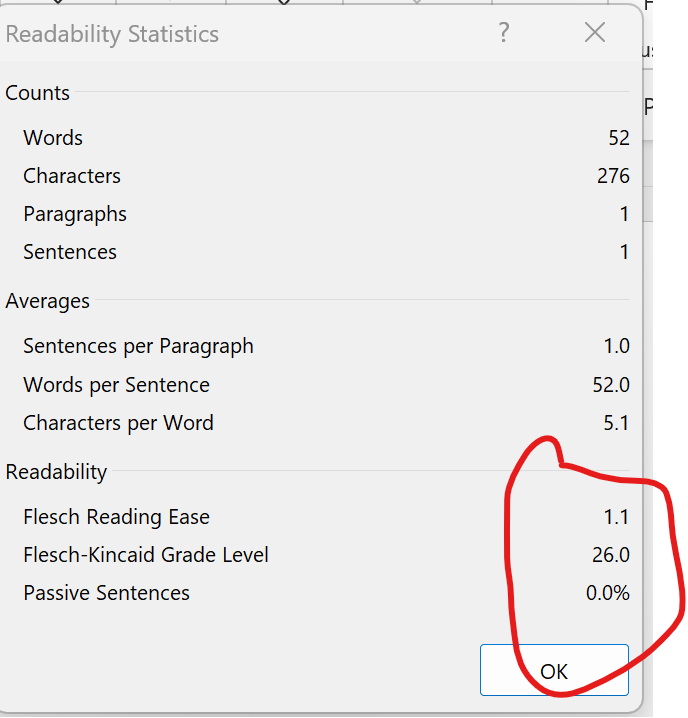 Readability Statistics ? ×
Counts
Words 52
Characters 276
Paragraphs 1
Sentences 1
Averages
Sentences per Paragraph 1.0
Words per Sentence 52.0
Characters per Word 5.1
Readability
Flesch Reading Ease 1.1
Flesch-Kincaid Grade Level 26.0
Passive Sentences 0.0%
OK